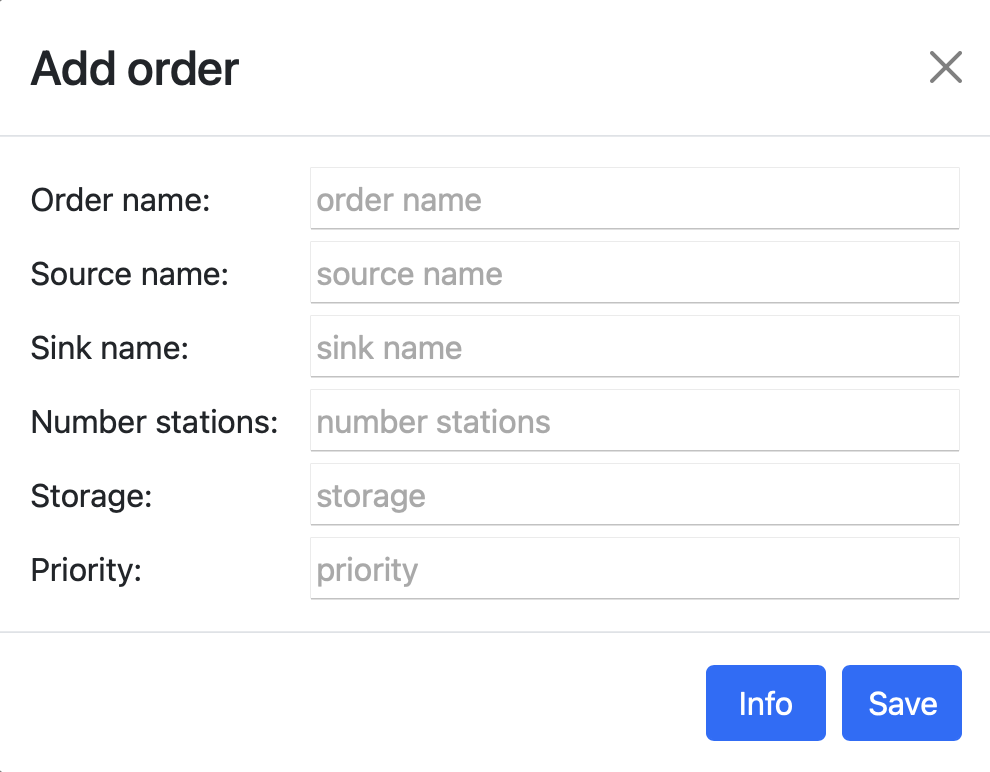 Add order
Order name: order name
Source name: source name
Sink name: sink name
Number stations: number stations
Storage: storage
Priority: priority
Info Save